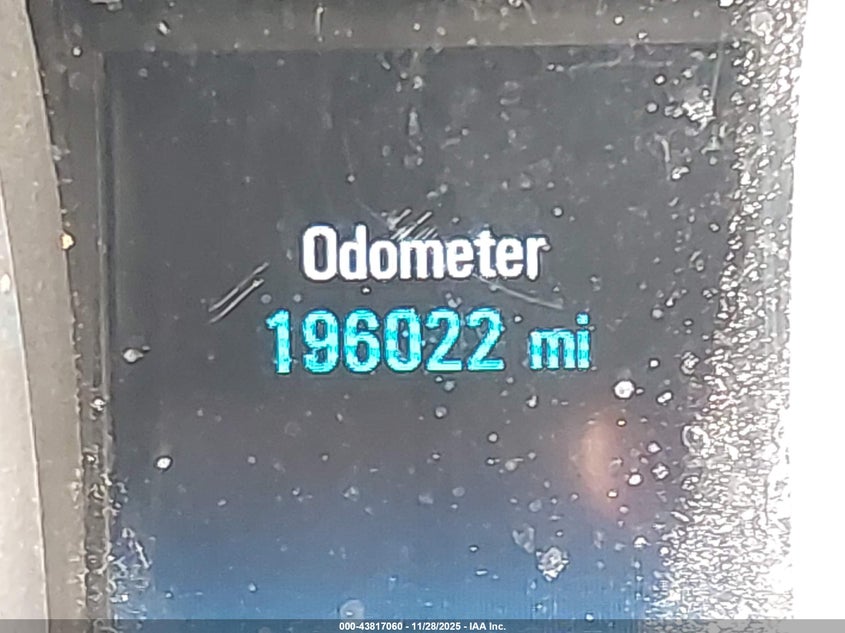 Odometer
196022 mi
000-43817060 - 11/28/2025 - IAA Inc.